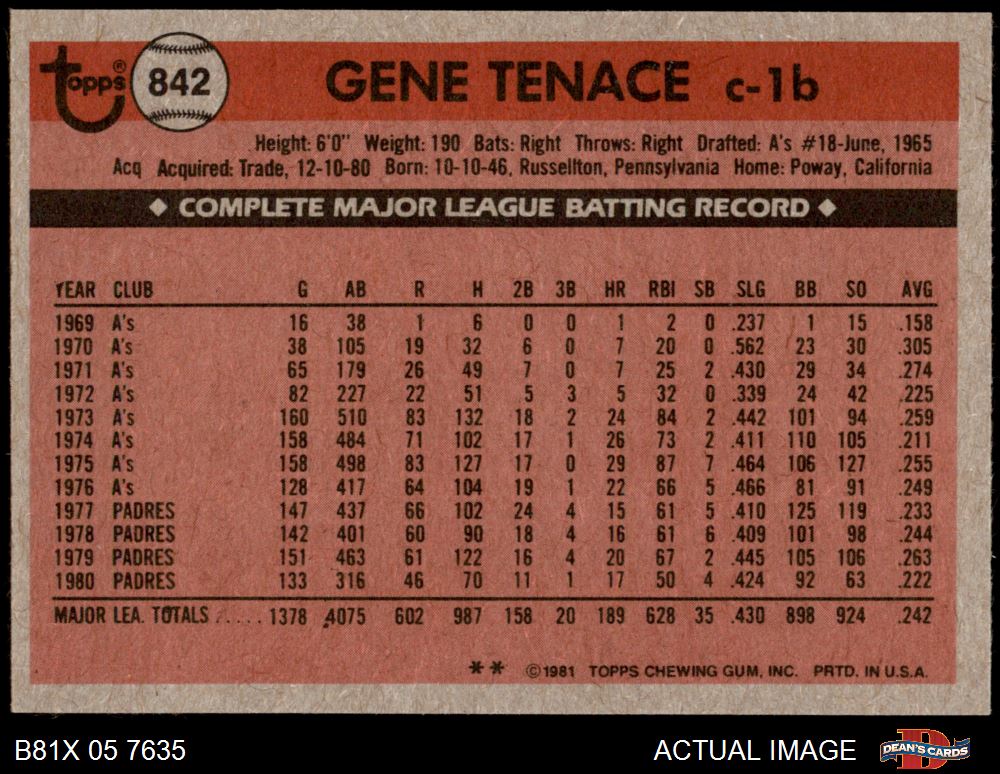 Topps® 842 GENE TENACE c-1b
Height: 6'0" Weight: 190 Bats: Right Throws: Right Drafted: A's #18-June, 1965
Acq Acquired: Trade, 12-10-80 Born: 10-10-46, Russellton, Pennsylvania Home: Poway, California
◆ COMPLETE MAJOR LEAGUE BATTING RECORD ◆
YEAR CLUB G AB R H 2B 3B HR RBI SB SLG BB SO AVG
1969 A's 16 38 1 6 0 0 1 2 0 .237 1 15 .158
1970 A's 38 105 19 32 6 0 7 20 0 .562 23 30 .305
1971 A's 65 179 26 49 7 0 7 25 2 .430 29 34 .274
1972 A's 82 227 22 51 5 3 5 32 0 .339 24 42 .225
1973 A's 160 510 83 132 18 2 24 84 2 .442 101 94 .259
1974 A's 158 484 71 102 17 1 26 73 2 .411 110 105 .211
1975 A's 158 498 83 127 17 0 29 87 7 .464 106 127 .255
1976 A's 128 417 64 104 19 1 22 66 5 .466 81 91 .249
1977 PADRES 147 437 66 102 24 4 15 61 5 .410 125 119 .233
1978 PADRES 142 401 60 90 18 4 16 61 6 .409 101 98 .244
1979 PADRES 151 463 61 122 16 4 20 67 2 .445 105 106 .263
1980 PADRES 133 316 46 70 11 1 17 50 4 .424 92 63 .222
MAJOR LEA. TOTALS ..... 1378 4075 602 987 158 20 189 628 35 .430 898 924 .242
** ©1981 TOPPS CHEWING GUM, INC. PRTD. IN U.S.A.
B81X 05 7635 ACTUAL IMAGE DEAN'S CARDS